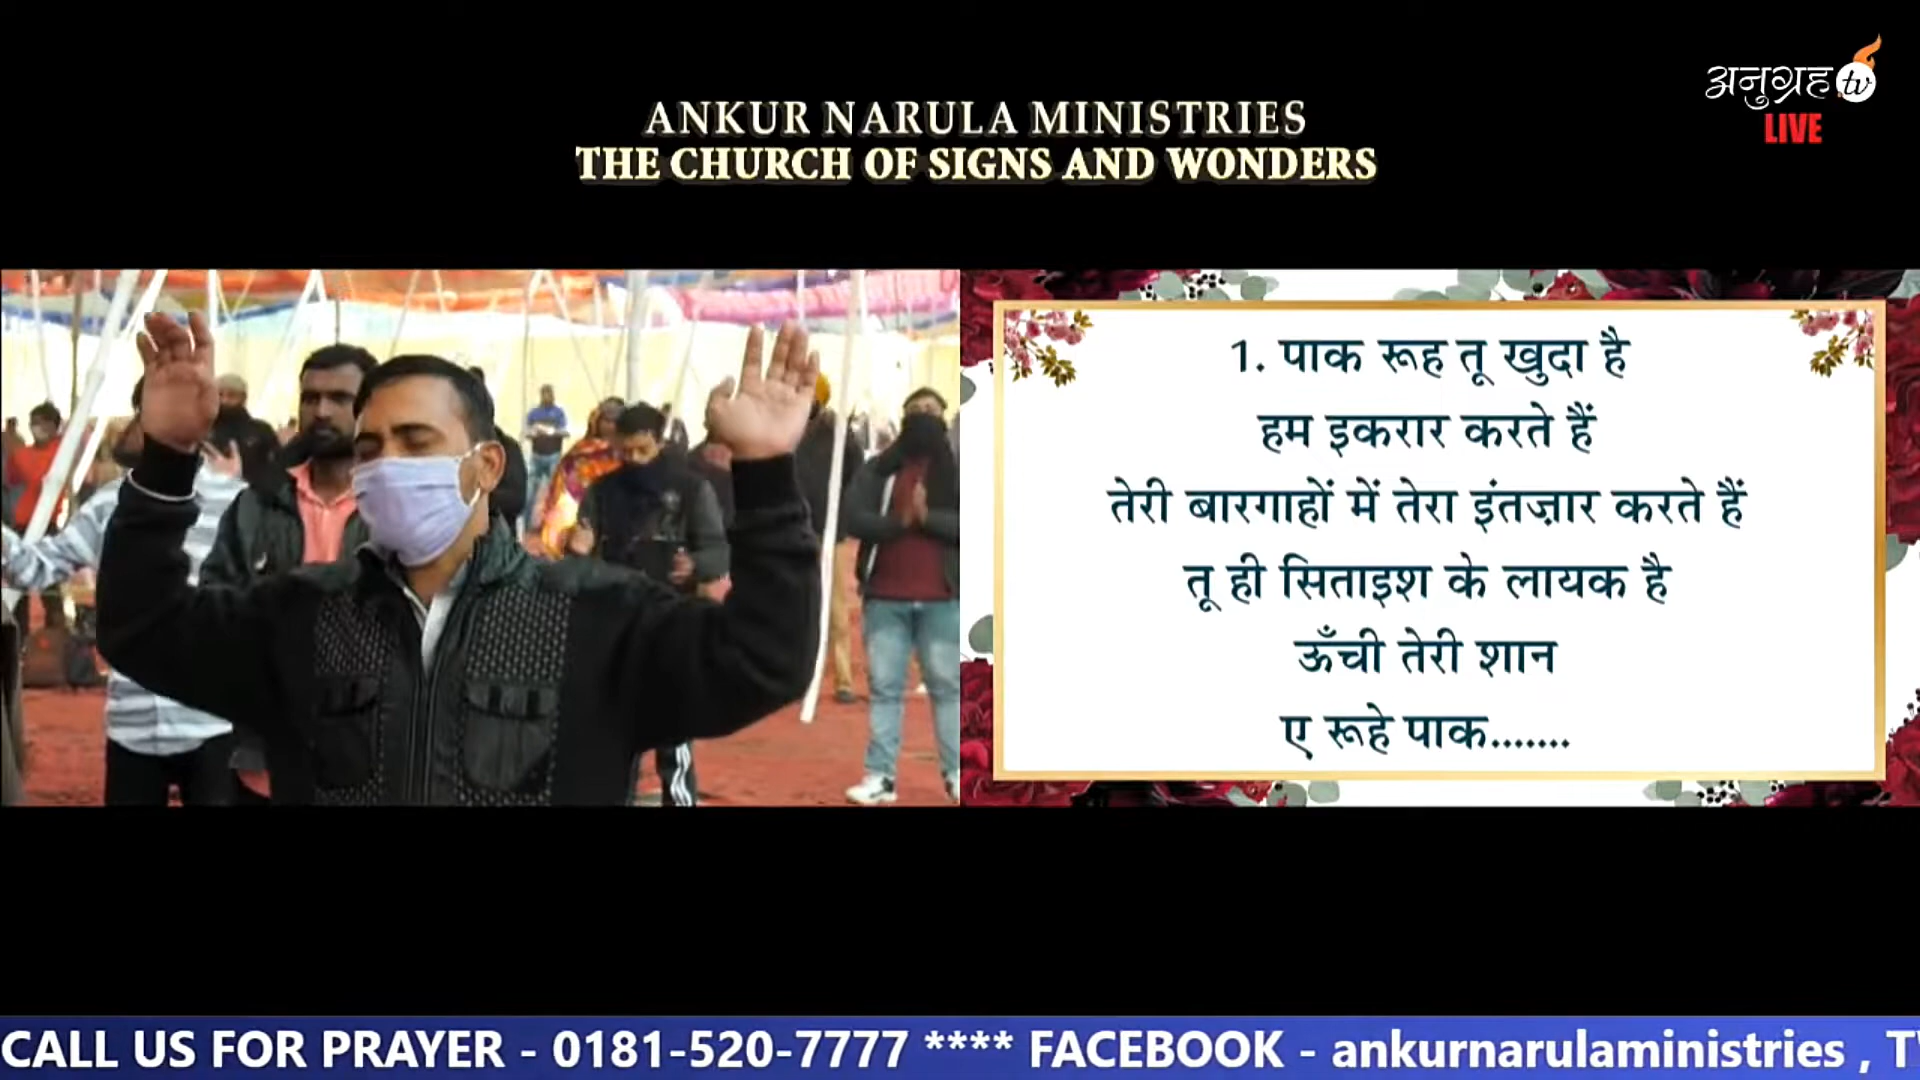 अनुग्रह tv
LIVE
ANKUR NARULA MINISTRIES
THE CHURCH OF SIGNS AND WONDERS
1. पाक रूह तू खुदा है
हम इकरार करते हैं
तेरी बारगाहों में तेरा इंतज़ार करते हैं
तू ही सिताइश के लायक है
ऊँची तेरी शान
ए रूहे पाक.......
CALL US FOR PRAYER - 0181-520-7777 **** FACEBOOK - ankurnarulaministries ,